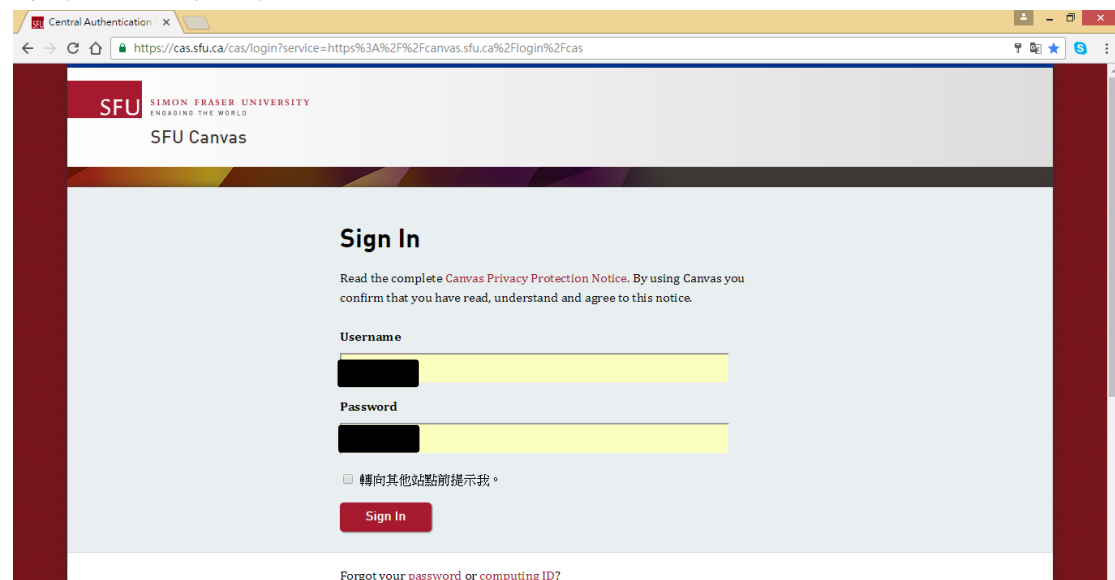 Central Authentication
https://cas.sfu.ca/cas/login?service=https%3A%2F%2Fcanvas.sfu.ca%2Flogin%2Fcas
SFU SIMON FRASER UNIVERSITY
ENGAGING THE WORLD
SFU Canvas
Sign In
Read the complete Canvas Privacy Protection Notice. By using Canvas you
confirm that you have read, understand and agree to this notice.
Username
Password
轉向其他站點前提示我。
Sign In
Forgot your password or computing ID?